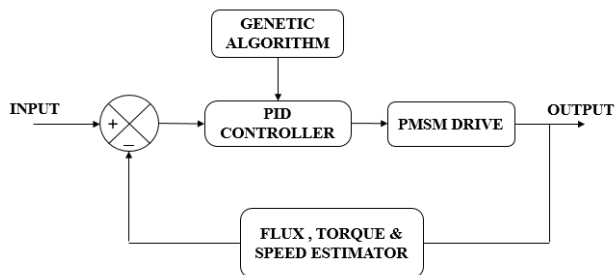 GENETIC
ALGORITHM
INPUT
+
–
PID
CONTROLLER
PMSM DRIVE
OUTPUT
FLUX , TORQUE &
SPEED ESTIMATOR